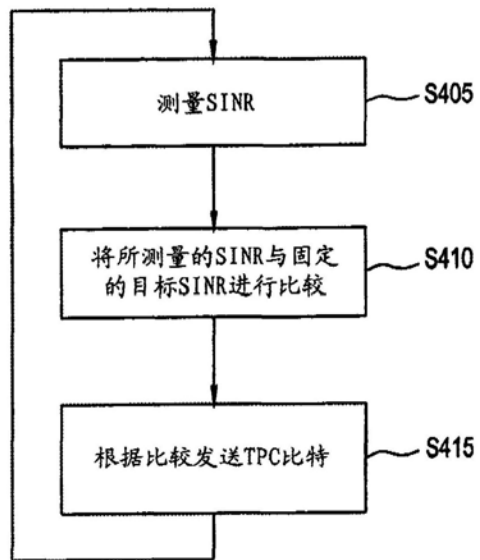 测量SINR
S405
将所测量的SINR与固定
的目标SINR进行比较
S410
根据比较发送TPC比特
S415